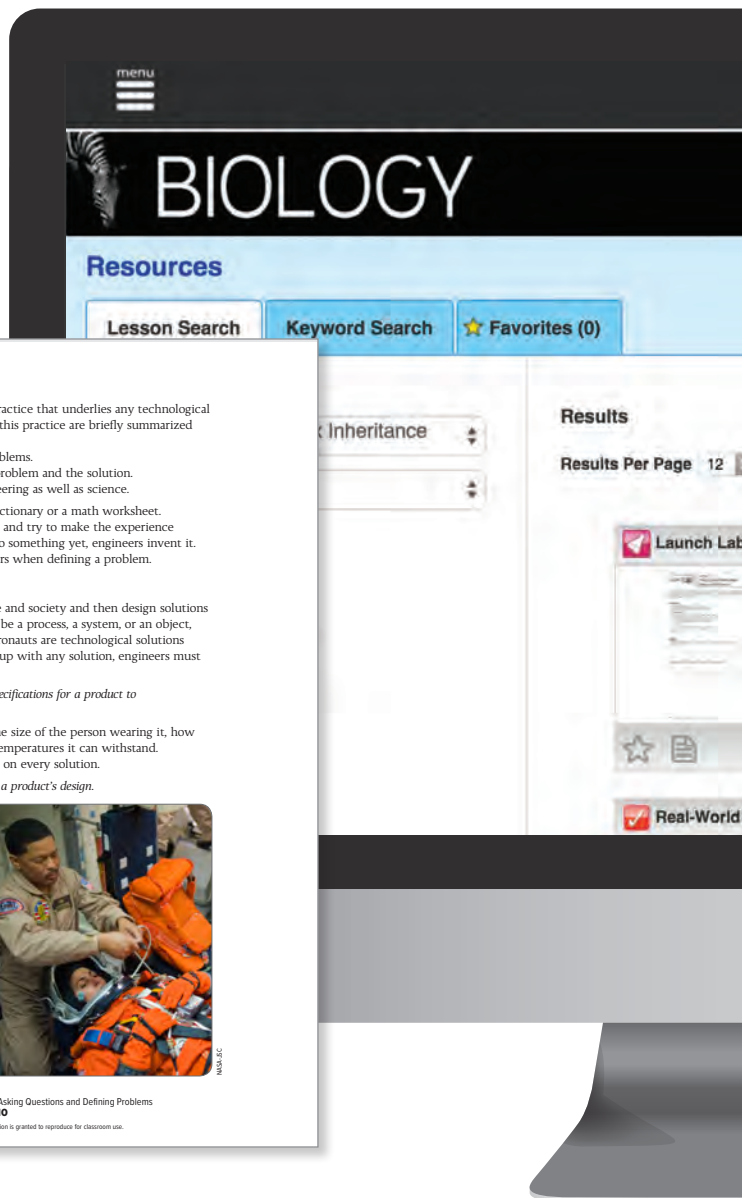 menu
BIOLOGY
Resources
Lesson Search
Keyword Search
Favorites (0)
Inheritance
Results
Results Per Page 12
Launch Lab
Real-World
ractice that underlies any technological
this practice are briefly summarized
blems.
roblem and the solution.
eering as well as science.
ctionary or a math worksheet.
and try to make the experience
o something yet, engineers invent it.
rs when defining a problem.
e and society and then design solutions
be a process, a system, or an object,
ronauts are technological solutions
up with any solution, engineers must
ecifications for a product to
e size of the person wearing it, how
emperatures it can withstand.
on every solution.
a product's design.
NASA-JSC
Asking Questions and Defining Problems
ion is granted to reproduce for classroom use.